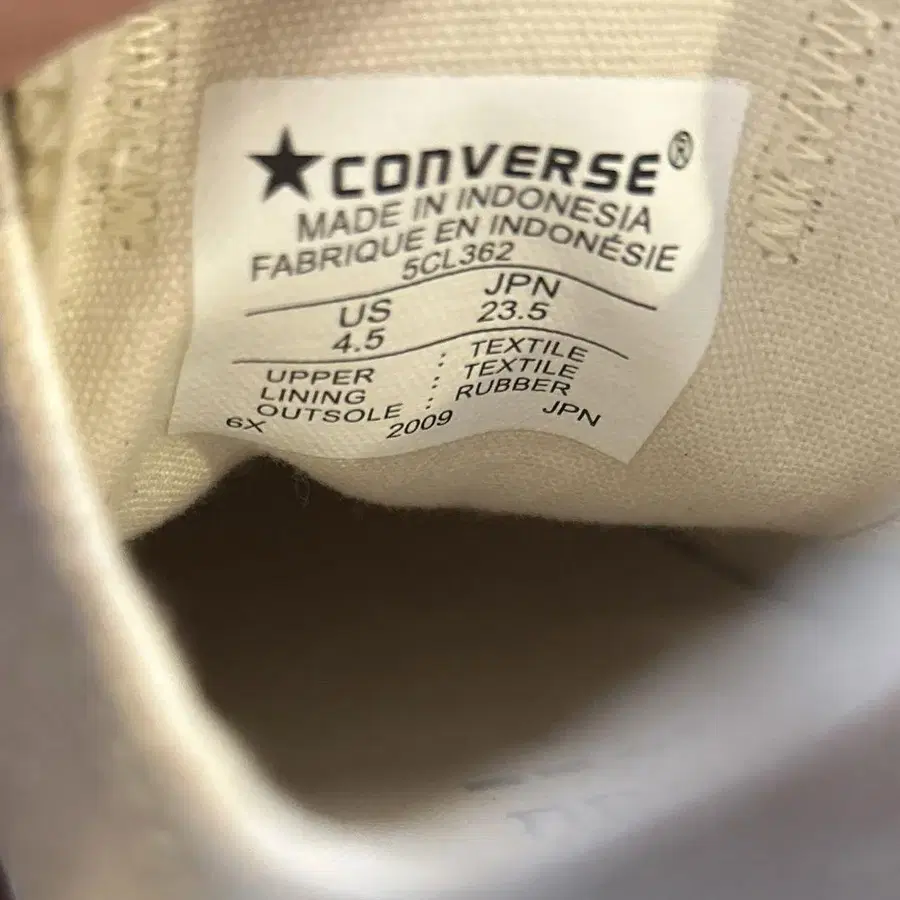 ★CONVERSE®
MADE IN INDONESIA
FABRIQUE EN INDONÉSIE
5CL362
US JPN
4.5 23.5
UPPER : TEXTILE
LINING : TEXTILE
OUTSOLE : RUBBER
6X 2009 JPN